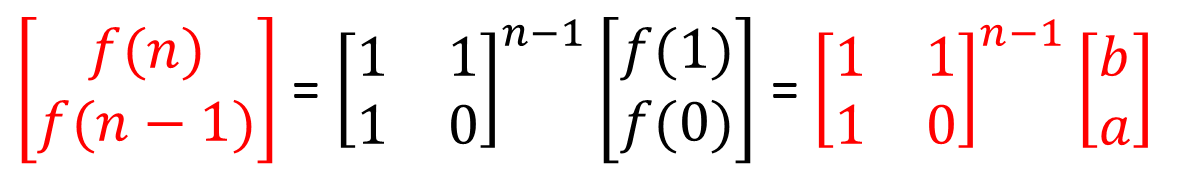 [f(n) f(n − 1)] = [1 1 1 0]^{n−1} [f(1) f(0)] = [1 1 1 0]^{n−1} [b a]